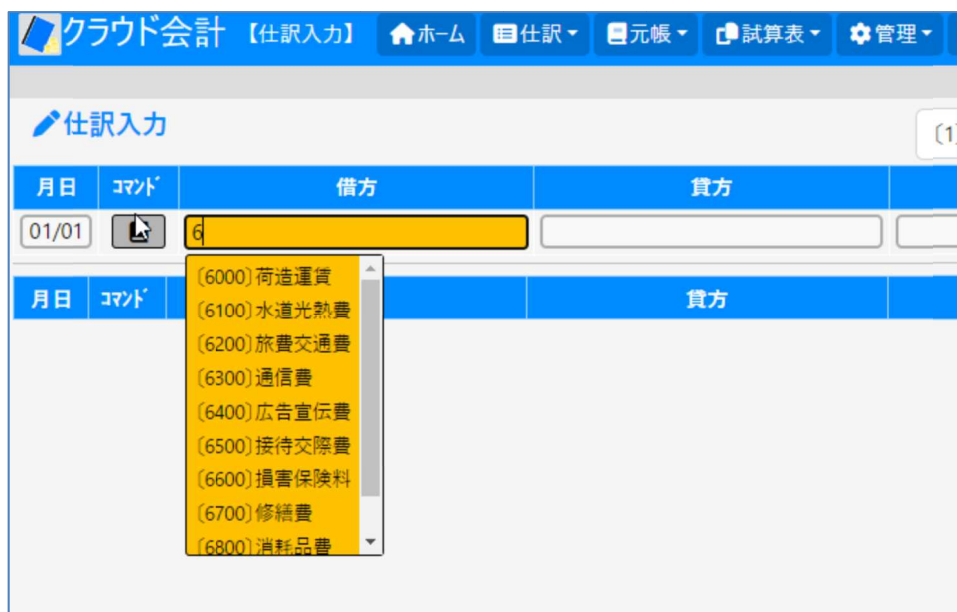 クラウド会計 【仕訳入力】 ホーム 仕訳 元帳 試算表 管理
仕訳入力
〔1〕
月日 ｺﾏﾝﾄﾞ 借方 貸方
01/01 6
〔6000〕荷造運賃
〔6100〕水道光熱費
〔6200〕旅費交通費
〔6300〕通信費
〔6400〕広告宣伝費
〔6500〕接待交際費
〔6600〕損害保険料
〔6700〕修繕費
〔6800〕消耗品費
月日 ｺﾏﾝﾄﾞ 貸方